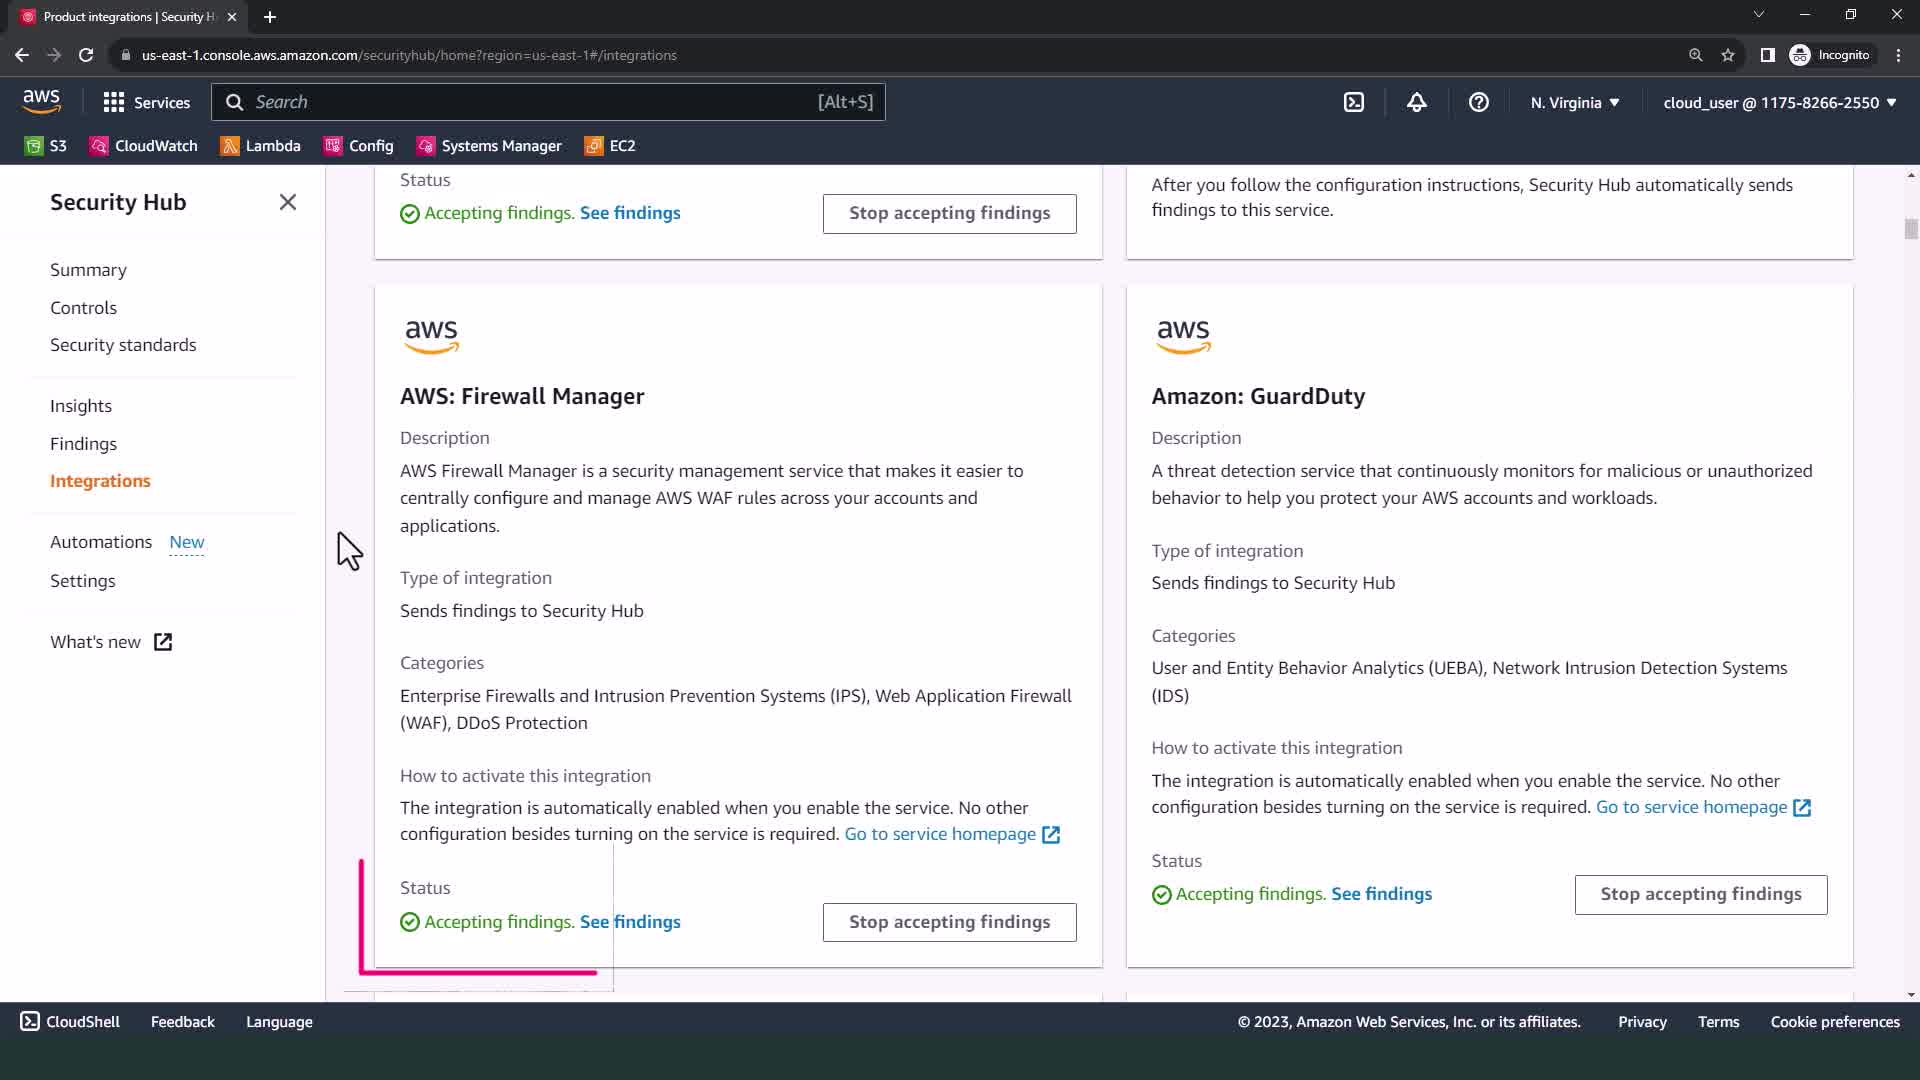 Product integrations | Security H
us-east-1.console.aws.amazon.com/securityhub/home?region=us-east-1#/integrations
Incognito
aws
Services
Search
[Alt+S]
N. Virginia
cloud_user @ 1175-8266-2550
S3
CloudWatch
Lambda
Config
Systems Manager
EC2
Security Hub
Summary
Controls
Security standards
Insights
Findings
Integrations
Automations New
Settings
What's new
Status
Accepting findings. See findings
Stop accepting findings
After you follow the configuration instructions, Security Hub automatically sends
findings to this service.
aws
AWS: Firewall Manager
Description
AWS Firewall Manager is a security management service that makes it easier to
centrally configure and manage AWS WAF rules across your accounts and
applications.
Type of integration
Sends findings to Security Hub
Categories
Enterprise Firewalls and Intrusion Prevention Systems (IPS), Web Application Firewall
(WAF), DDoS Protection
How to activate this integration
The integration is automatically enabled when you enable the service. No other
configuration besides turning on the service is required. Go to service homepage
Status
Accepting findings. See findings
Stop accepting findings
aws
Amazon: GuardDuty
Description
A threat detection service that continuously monitors for malicious or unauthorized
behavior to help you protect your AWS accounts and workloads.
Type of integration
Sends findings to Security Hub
Categories
User and Entity Behavior Analytics (UEBA), Network Intrusion Detection Systems
(IDS)
How to activate this integration
The integration is automatically enabled when you enable the service. No other
configuration besides turning on the service is required. Go to service homepage
Status
Accepting findings. See findings
Stop accepting findings
CloudShell
Feedback
Language
© 2023, Amazon Web Services, Inc. or its affiliates.
Privacy
Terms
Cookie preferences